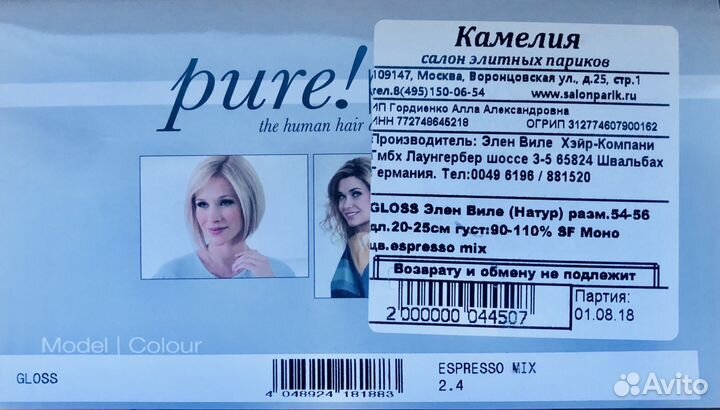 pure!
the human hair
Камелия
салон элитных париков
109147, Москва, Воронцовская ул., д.25, стр.1
тел.8(495)150-06-54 www.salonparik.ru
ИП Гордиенко Алла Александровна
ИНН 772748645218 ОГРИП 312774607900162
Производитель: Элен Виле Хэйр-Компани
Гмбх Лаунгербер шоссе 3-5 65824 Швальбах
Германия. Тел:0049 6196 / 881520
GLOSS Элен Виле (Натур) разм.54-56
дл.20-25см густ:90-110% SF Моно
цв.espresso mix
Возврату и обмену не подлежит
2 000000 044507
Партия:
01.08.18
Model | Colour
GLOSS
4 048924 181883
ESPRESSO MIX
2.4
Avito